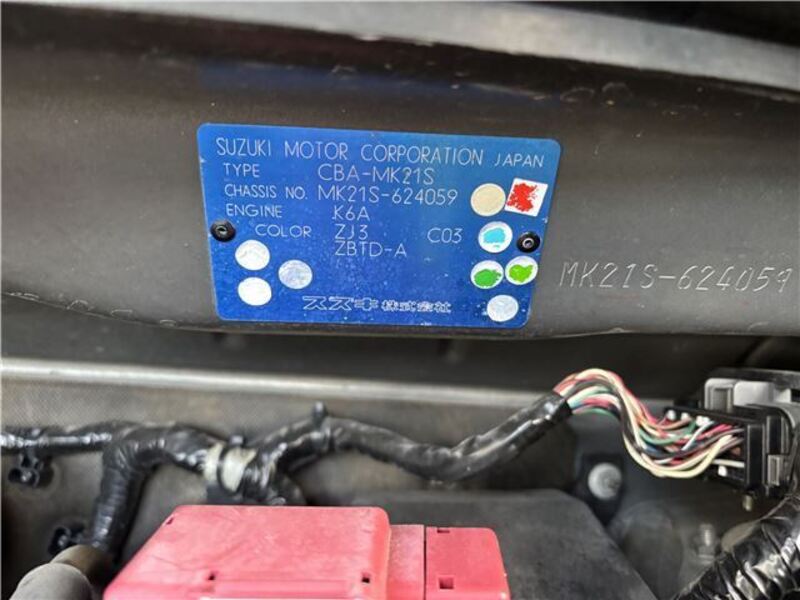 SUZUKI MOTOR CORPORATION JAPAN
TYPE CBA-MK21S
CHASSIS NO. MK21S-624059
ENGINE K6A
COLOR ZJ3 C03
ZBTD-A
スズキ株式会社
MK21S-624059